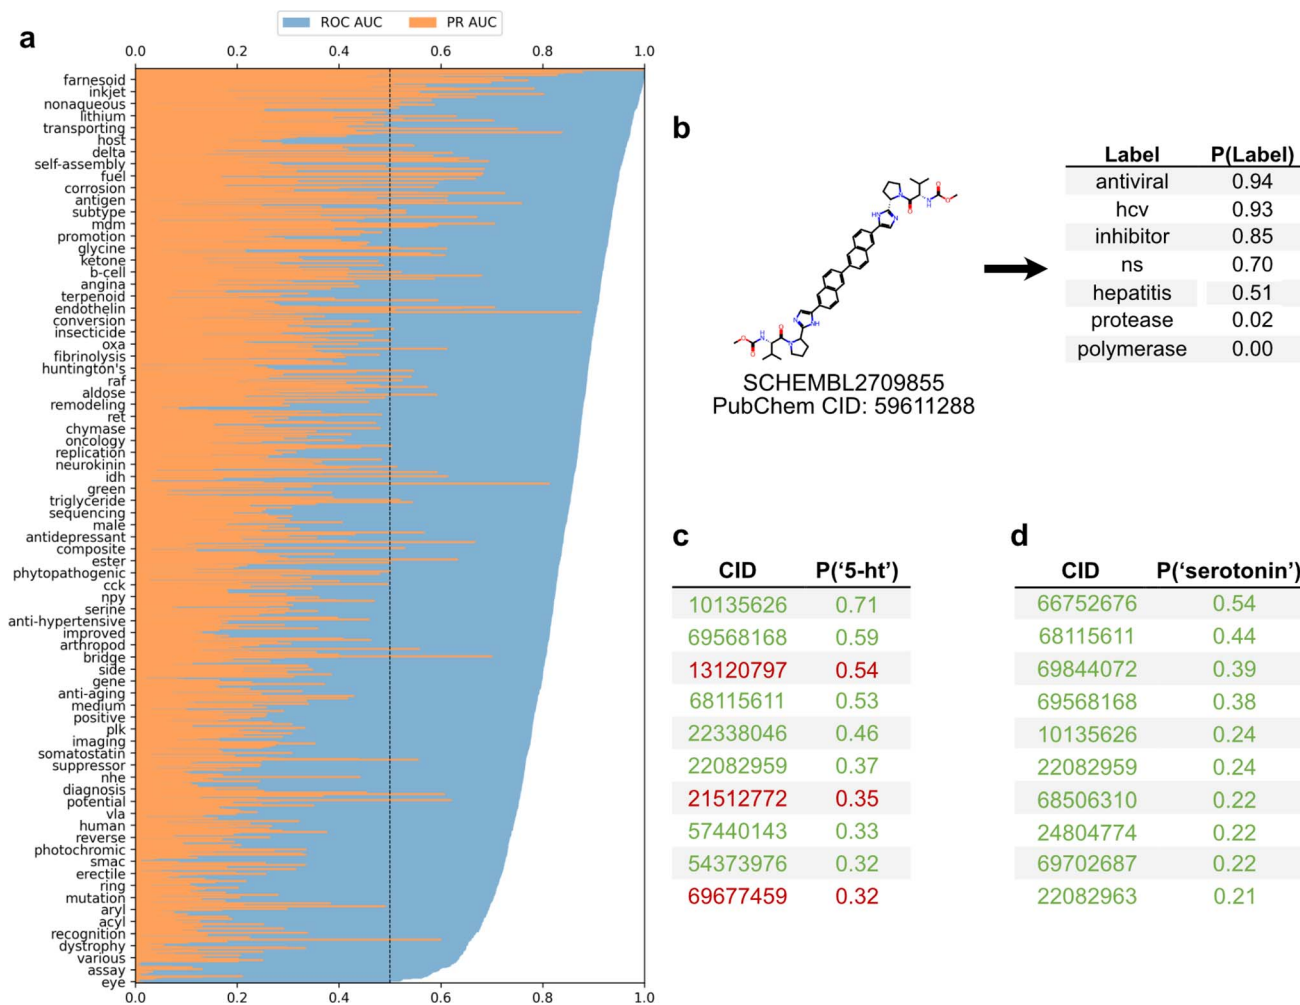 ROC AUC PR AUC
a
0.0 0.2 0.4 0.6 0.8 1.0
farnesoid
inkjet
nonaqueous
lithium
transporting
host
delta
self-assembly
fuel
corrosion
antigen
subtype
mdm
promotion
glycine
ketone
b-cell
angina
terpenoid
endothelin
conversion
insecticide
oxa
fibrinolysis
huntington's
raf
aldose
remodeling
ret
chymase
oncology
replication
neurokinin
idh
green
triglyceride
sequencing
male
antidepressant
composite
ester
phytopathogenic
cck
npy
serine
anti-hypertensive
improved
arthropod
bridge
side
gene
anti-aging
medium
positive
plk
imaging
somatostatin
suppressor
nhe
diagnosis
potential
vla
human
reverse
photochromic
smac
erectile
ring
mutation
aryl
acyl
recognition
dystrophy
various
assay
eye
0.0 0.2 0.4 0.6 0.8 1.0
b
SCHEMBL2709855
PubChem CID: 59611288
Label P(Label)
antiviral 0.94
hcv 0.93
inhibitor 0.85
ns 0.70
hepatitis 0.51
protease 0.02
polymerase 0.00
c
CID P('5-ht')
10135626 0.71
69568168 0.59
13120797 0.54
68115611 0.53
22338046 0.46
22082959 0.37
21512772 0.35
57440143 0.33
54373976 0.32
69677459 0.32
d
CID P('serotonin')
66752676 0.54
68115611 0.44
69844072 0.39
69568168 0.38
10135626 0.24
22082959 0.24
68506310 0.22
24804774 0.22
69702687 0.22
22082963 0.21